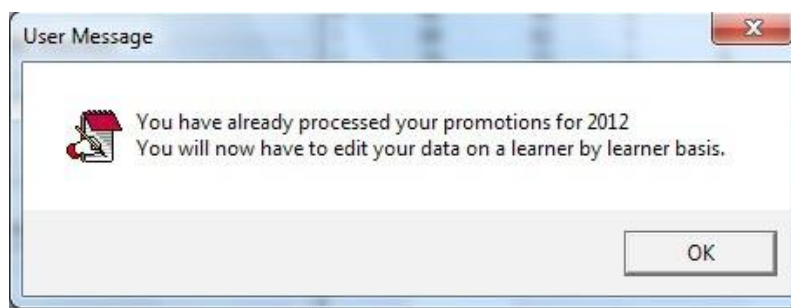 User Message
You have already processed your promotions for 2012
You will now have to edit your data on a learner by learner basis.
OK